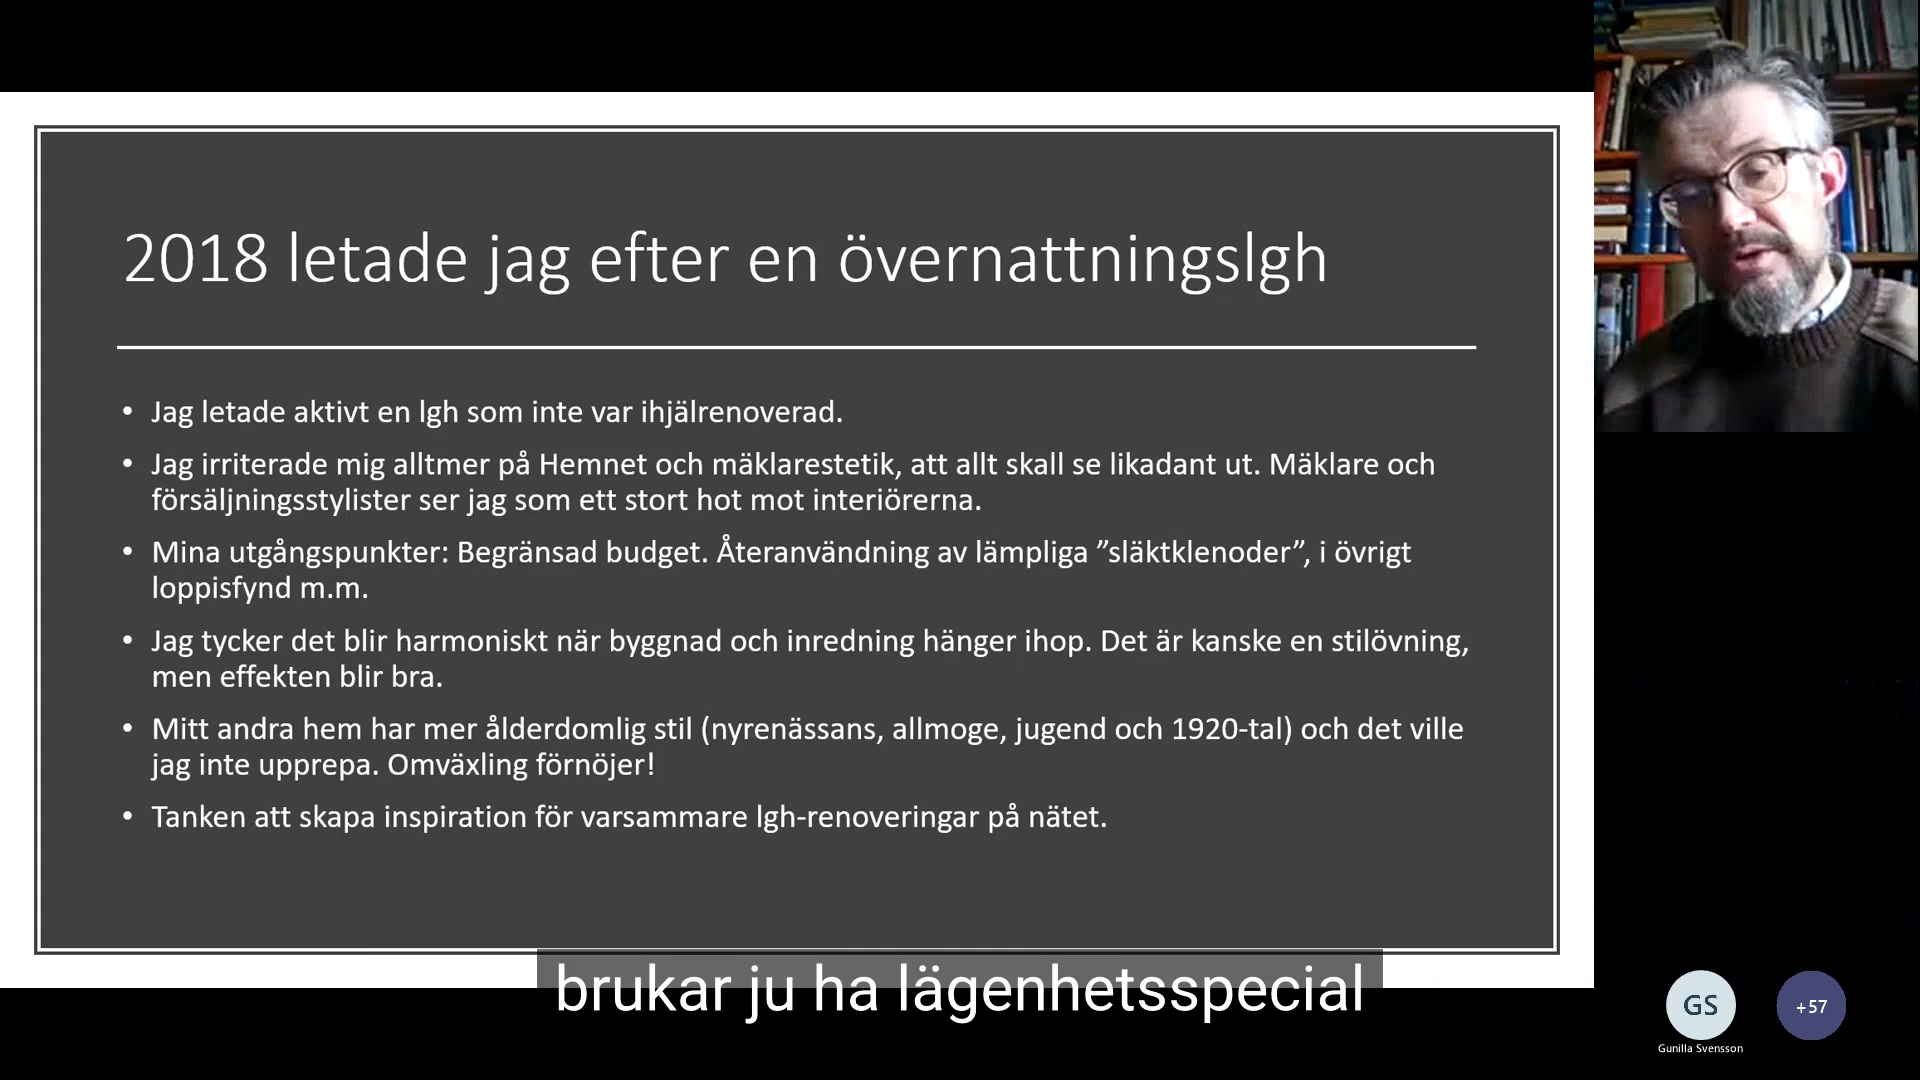 2018 letade jag efter en övernattningslgh
• Jag letade aktivt en lgh som inte var ihjälrenoverad.
• Jag irriterade mig alltmer på Hemnet och mäklarestetik, att allt skall se likadant ut. Mäklare och
försäljningsstylister ser jag som ett stort hot mot interiörerna.
• Mina utgångspunkter: Begränsad budget. Återanvändning av lämpliga ”släktklenoder”, i övrigt
loppisfynd m.m.
• Jag tycker det blir harmoniskt när byggnad och inredning hänger ihop. Det är kanske en stilövning,
men effekten blir bra.
• Mitt andra hem har mer ålderdomlig stil (nyrenässans, allmoge, jugend och 1920-tal) och det ville
jag inte upprepa. Omväxling förnöjer!
• Tanken att skapa inspiration för varsammare lgh-renoveringar på nätet.
brukar ju ha lägenhetsspecial
GS
+57
Gunilla Svensson